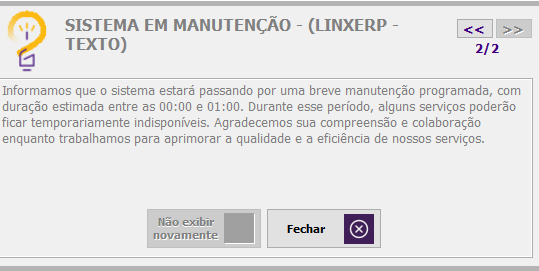 SISTEMA EM MANUTENÇÃO - (LINXERP -
TEXTO)
<< >>
2/2
Informamos que o sistema estará passando por uma breve manutenção programada, com
duração estimada entre as 00:00 e 01:00. Durante esse período, alguns serviços poderão
ficar temporariamente indisponíveis. Agradecemos sua compreensão e colaboração
enquanto trabalhamos para aprimorar a qualidade e a eficiência de nossos serviços.
Não exibir
novamente
Fechar